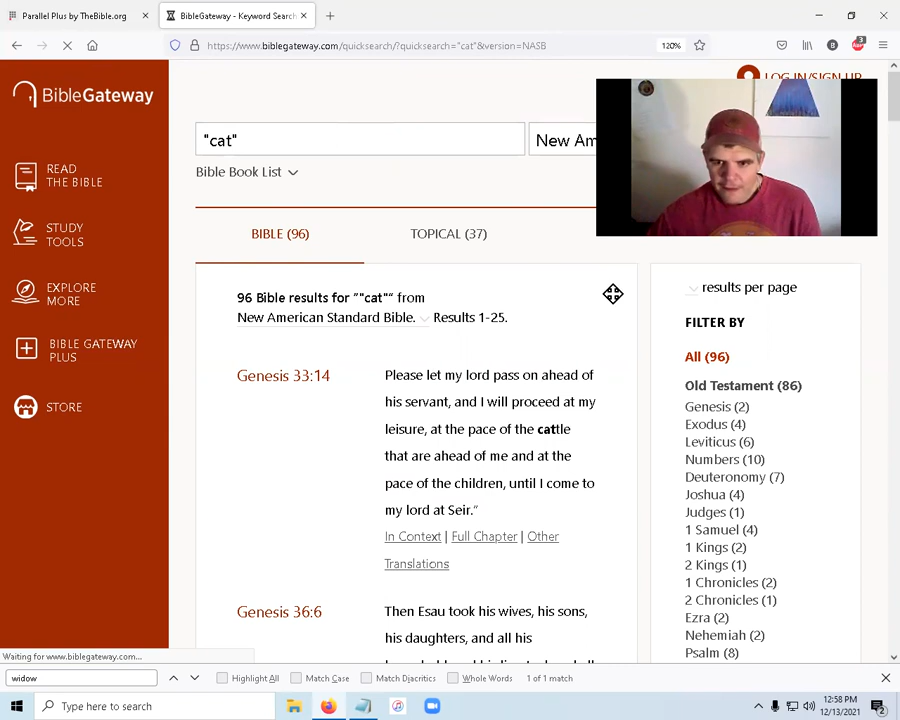 Parallel Plus by TheBible.org
BibleGateway - Keyword Search
https://www.biblegateway.com/quicksearch/?quicksearch="cat"&version=NASB
120%
BibleGateway
LOG IN/SIGN UP
"cat"
New Am
Bible Book List
READ
THE BIBLE
STUDY
TOOLS
EXPLORE
MORE
BIBLE GATEWAY
PLUS
STORE
BIBLE (96)
TOPICAL (37)
96 Bible results for ""cat"" from
New American Standard Bible. Results 1-25.
Genesis 33:14
Please let my lord pass on ahead of
his servant, and I will proceed at my
leisure, at the pace of the cattle
that are ahead of me and at the
pace of the children, until I come to
my lord at Seir."
In Context | Full Chapter | Other
Translations
Genesis 36:6
Then Esau took his wives, his sons,
his daughters, and all his
results per page
FILTER BY
All (96)
Old Testament (86)
Genesis (2)
Exodus (4)
Leviticus (6)
Numbers (10)
Deuteronomy (7)
Joshua (4)
Judges (1)
1 Samuel (4)
1 Kings (2)
2 Kings (1)
1 Chronicles (2)
2 Chronicles (1)
Ezra (2)
Nehemiah (2)
Psalm (8)
Waiting for www.biblegateway.com...
widow
Highlight All
Match Case
Match Diacritics
Whole Words
1 of 1 match
Type here to search
12:58 PM
12/13/2021